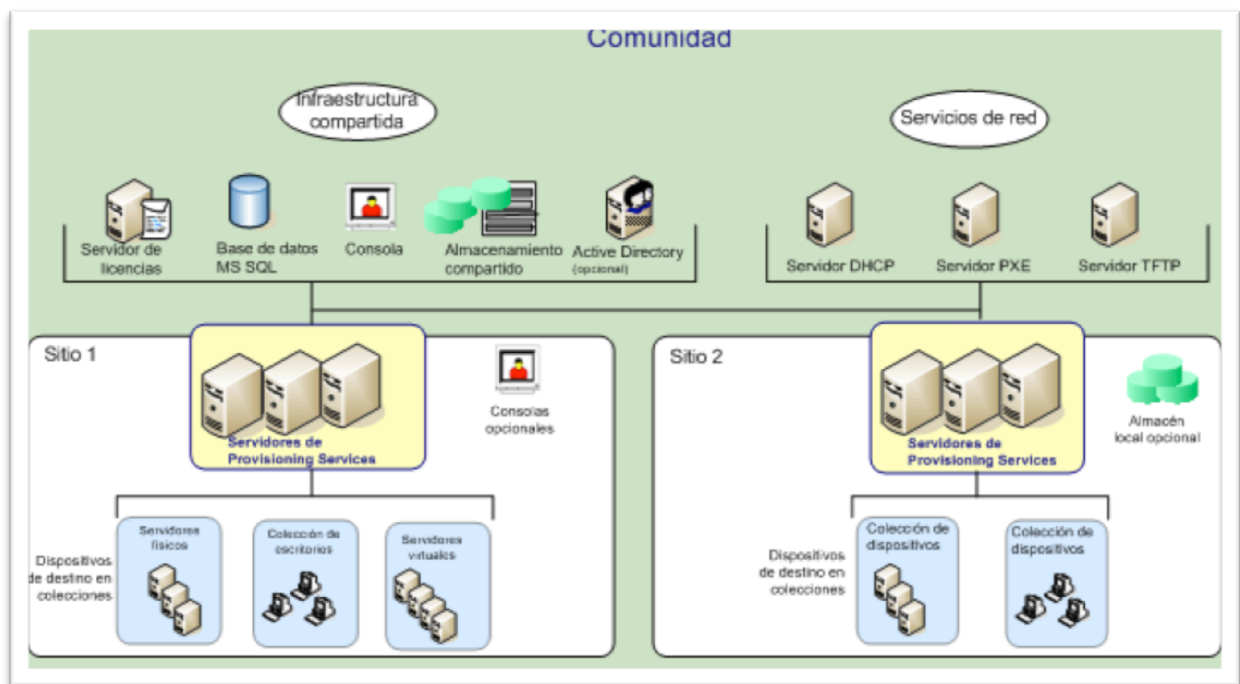 Comunidad
Infraestructura
compartida
Servicios de red
Servidor de
licencias
Base de datos
MS SQL
Consola
Almacenamiento
compartido
Active Directory
(opcional)
Servidor DHCP
Servidor PXE
Servidor TFTP
Sitio 1
Servidores de
Provisioning Services
Consolas
opcionales
Dispositivos
de destino en
colecciones
Servidores
físicos
Colección de
escritorios
Servidores
virtuales
Sitio 2
Servidores de
Provisioning Services
Almacén
local opcional
Dispositivos
de destino en
colecciones
Colección de
dispositivos
Colección de
dispositivos